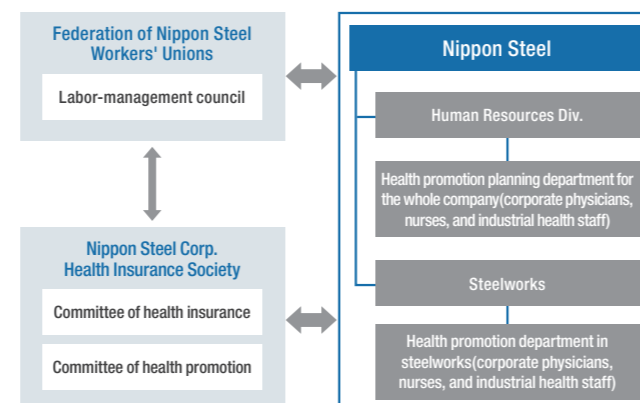 Federation of Nippon Steel
Workers' Unions
Labor-management council
Nippon Steel Corp.
Health Insurance Society
Committee of health insurance
Committee of health promotion
Nippon Steel
Human Resources Div.
Health promotion planning department for
the whole company(corporate physicians,
nurses, and industrial health staff)
Steelworks
Health promotion department in
steelworks(corporate physicians,
nurses, and industrial health staff)